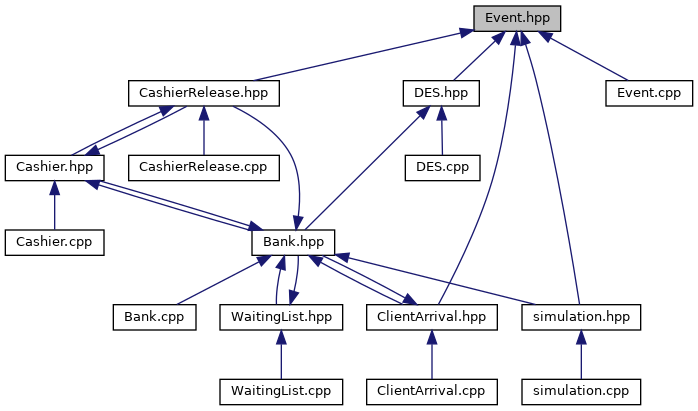 Event.hpp
CashierRelease.hpp
DES.hpp
Event.cpp
Cashier.hpp
CashierRelease.cpp
DES.cpp
Cashier.cpp
Bank.hpp
Bank.cpp
WaitingList.hpp
ClientArrival.hpp
simulation.hpp
WaitingList.cpp
ClientArrival.cpp
simulation.cpp